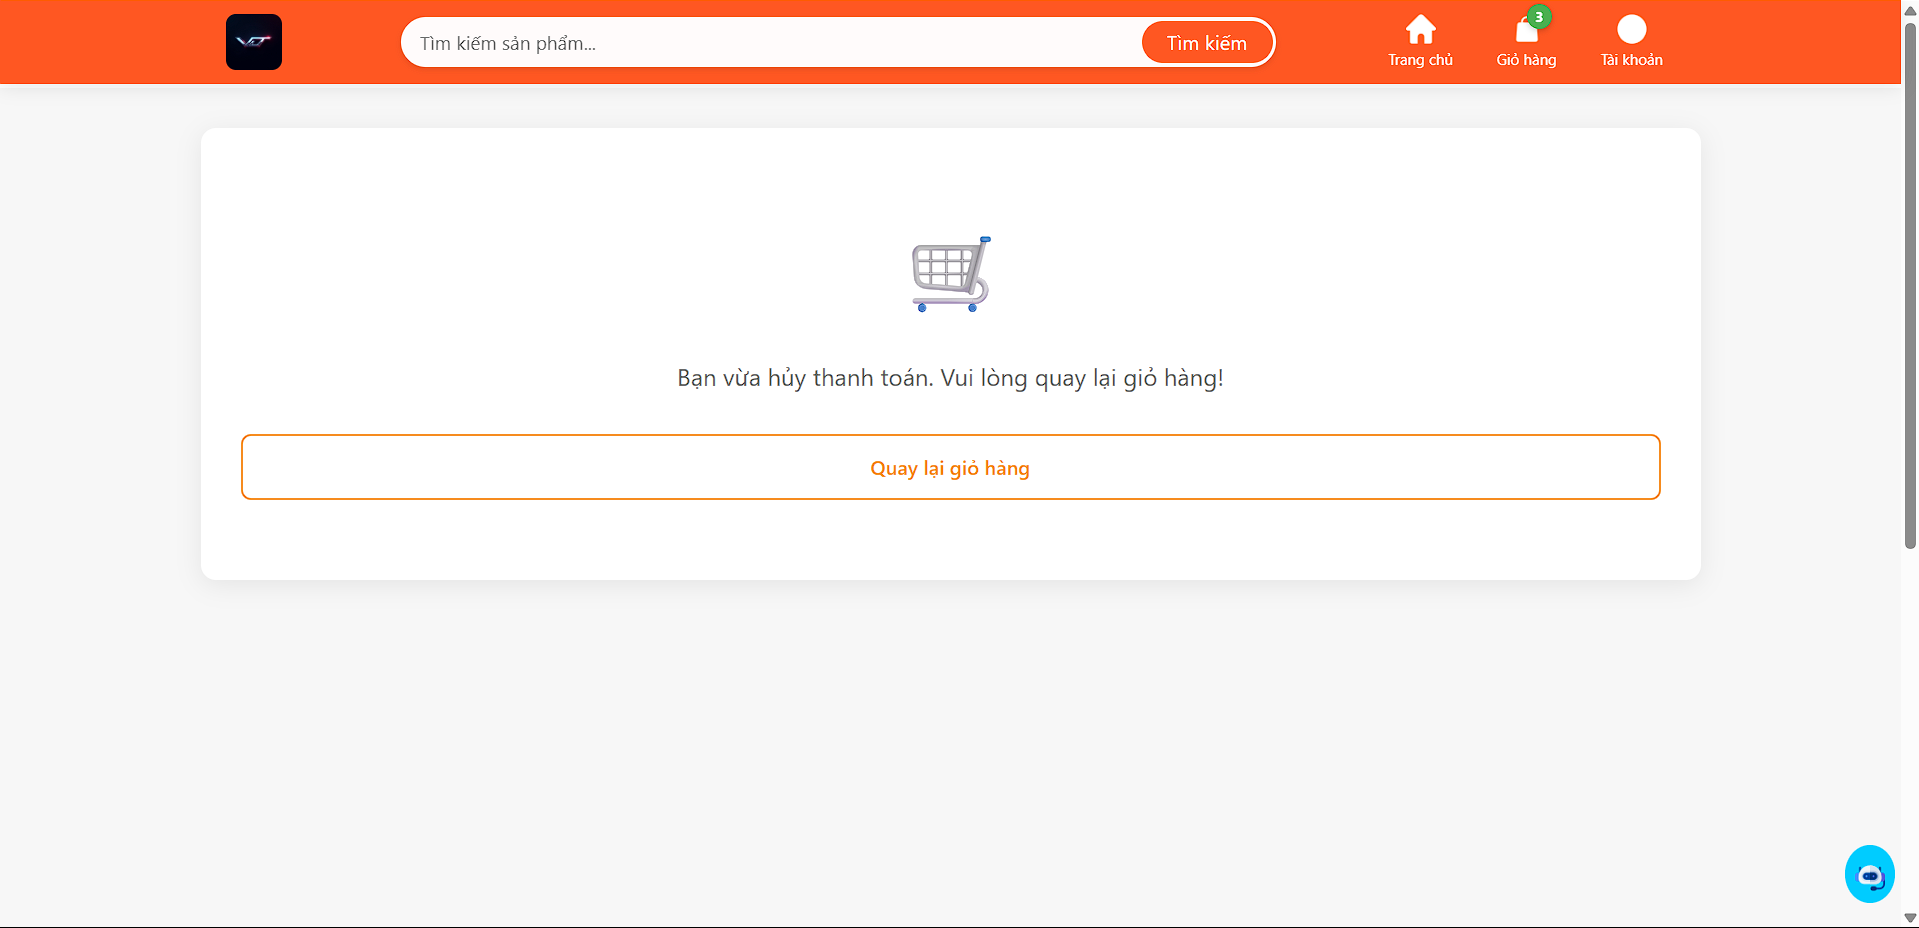 VDT
Tìm kiếm sản phẩm...
Tìm kiếm
3
Trang chủ
Giỏ hàng
Tài khoản
Bạn vừa hủy thanh toán. Vui lòng quay lại giỏ hàng!
Quay lại giỏ hàng